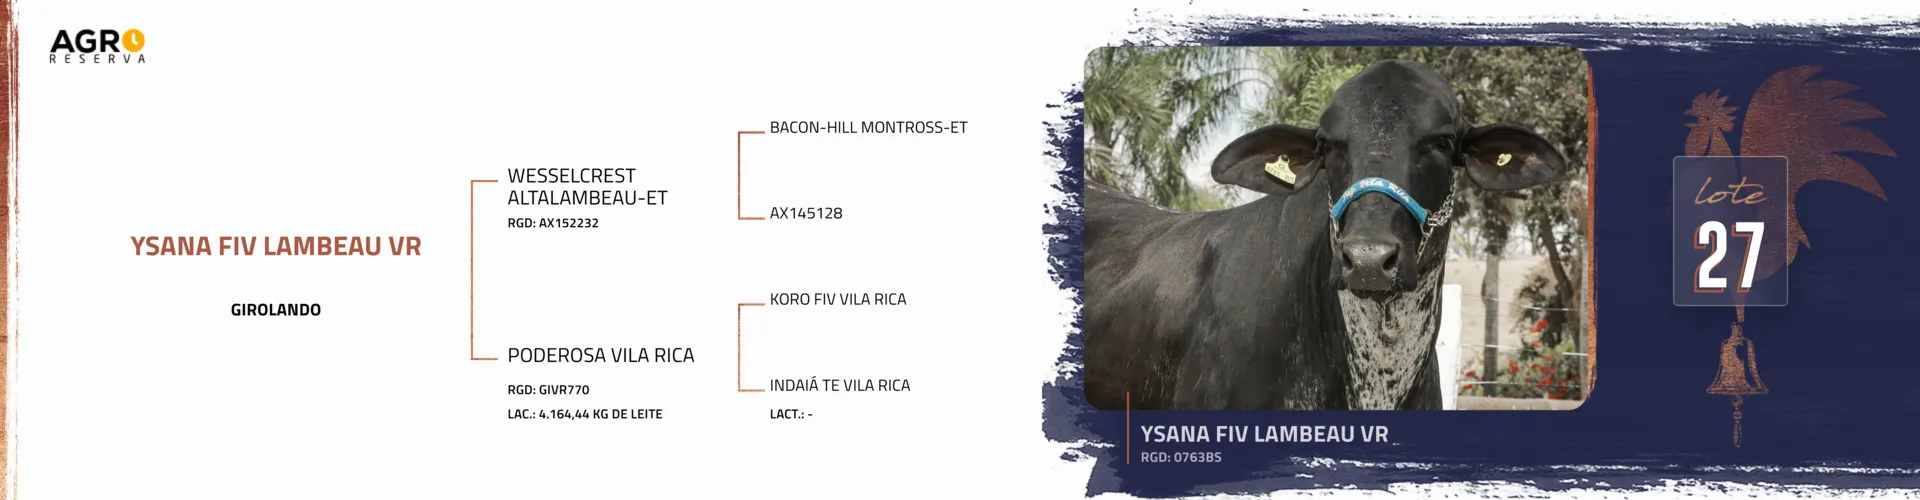 AGRO
RESERVA
YSANA FIV LAMBEAU VR
GIROLANDO
WESSELCREST
ALTALAMBEAU-ET
RGD: AX152232
PODEROSA VILA RICA
RGD: GIVR770
LAC.: 4.164,44 KG DE LEITE
BACON-HILL MONTROSS-ET
AX145128
KORO FIV VILA RICA
INDAIÁ TE VILA RICA
LACT.: -
Vila Rica
YSANA FIV LAMBEAU VR
RGD: 0763BS
lote
27